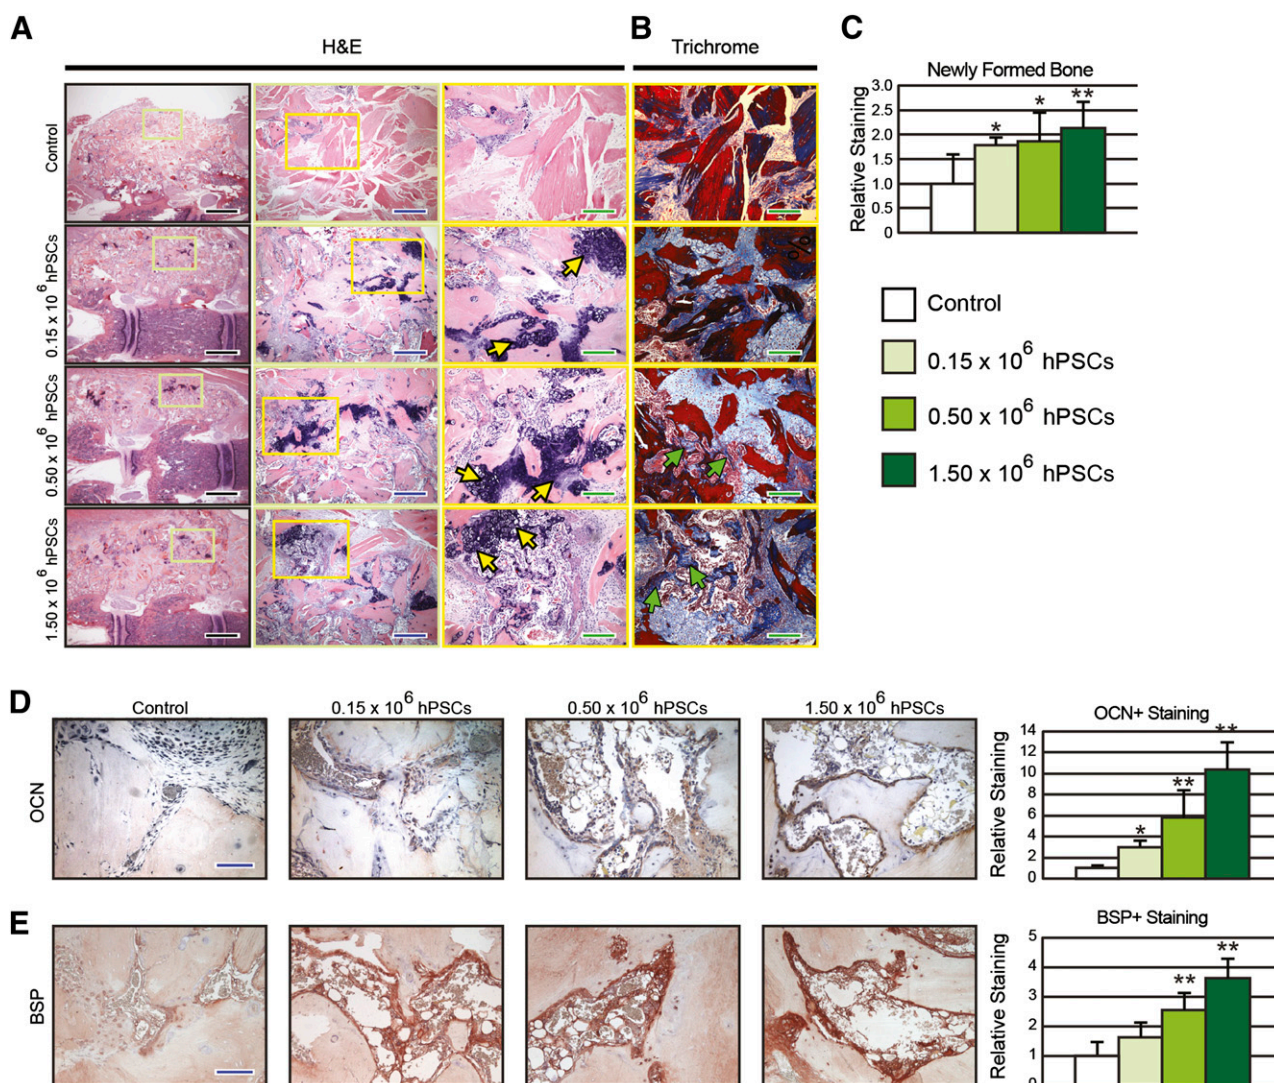 A
B
C
H&E
Trichrome
Control
0.15 x 10^6 hPSCs
0.50 x 10^6 hPSCs
1.50 x 10^6 hPSCs
Newly Formed Bone
Relative Staining
3.0
2.5
2.0
1.5
1.0
0.5
0
*
*
**
Control
0.15 x 10^6 hPSCs
0.50 x 10^6 hPSCs
1.50 x 10^6 hPSCs
%
D
Control
0.15 x 10^6 hPSCs
0.50 x 10^6 hPSCs
1.50 x 10^6 hPSCs
OCN
OCN+ Staining
Relative Staining
14
12
10
8
6
4
2
0
*
**
**
E
BSP
BSP+ Staining
Relative Staining
5
4
3
2
1
0
**
**